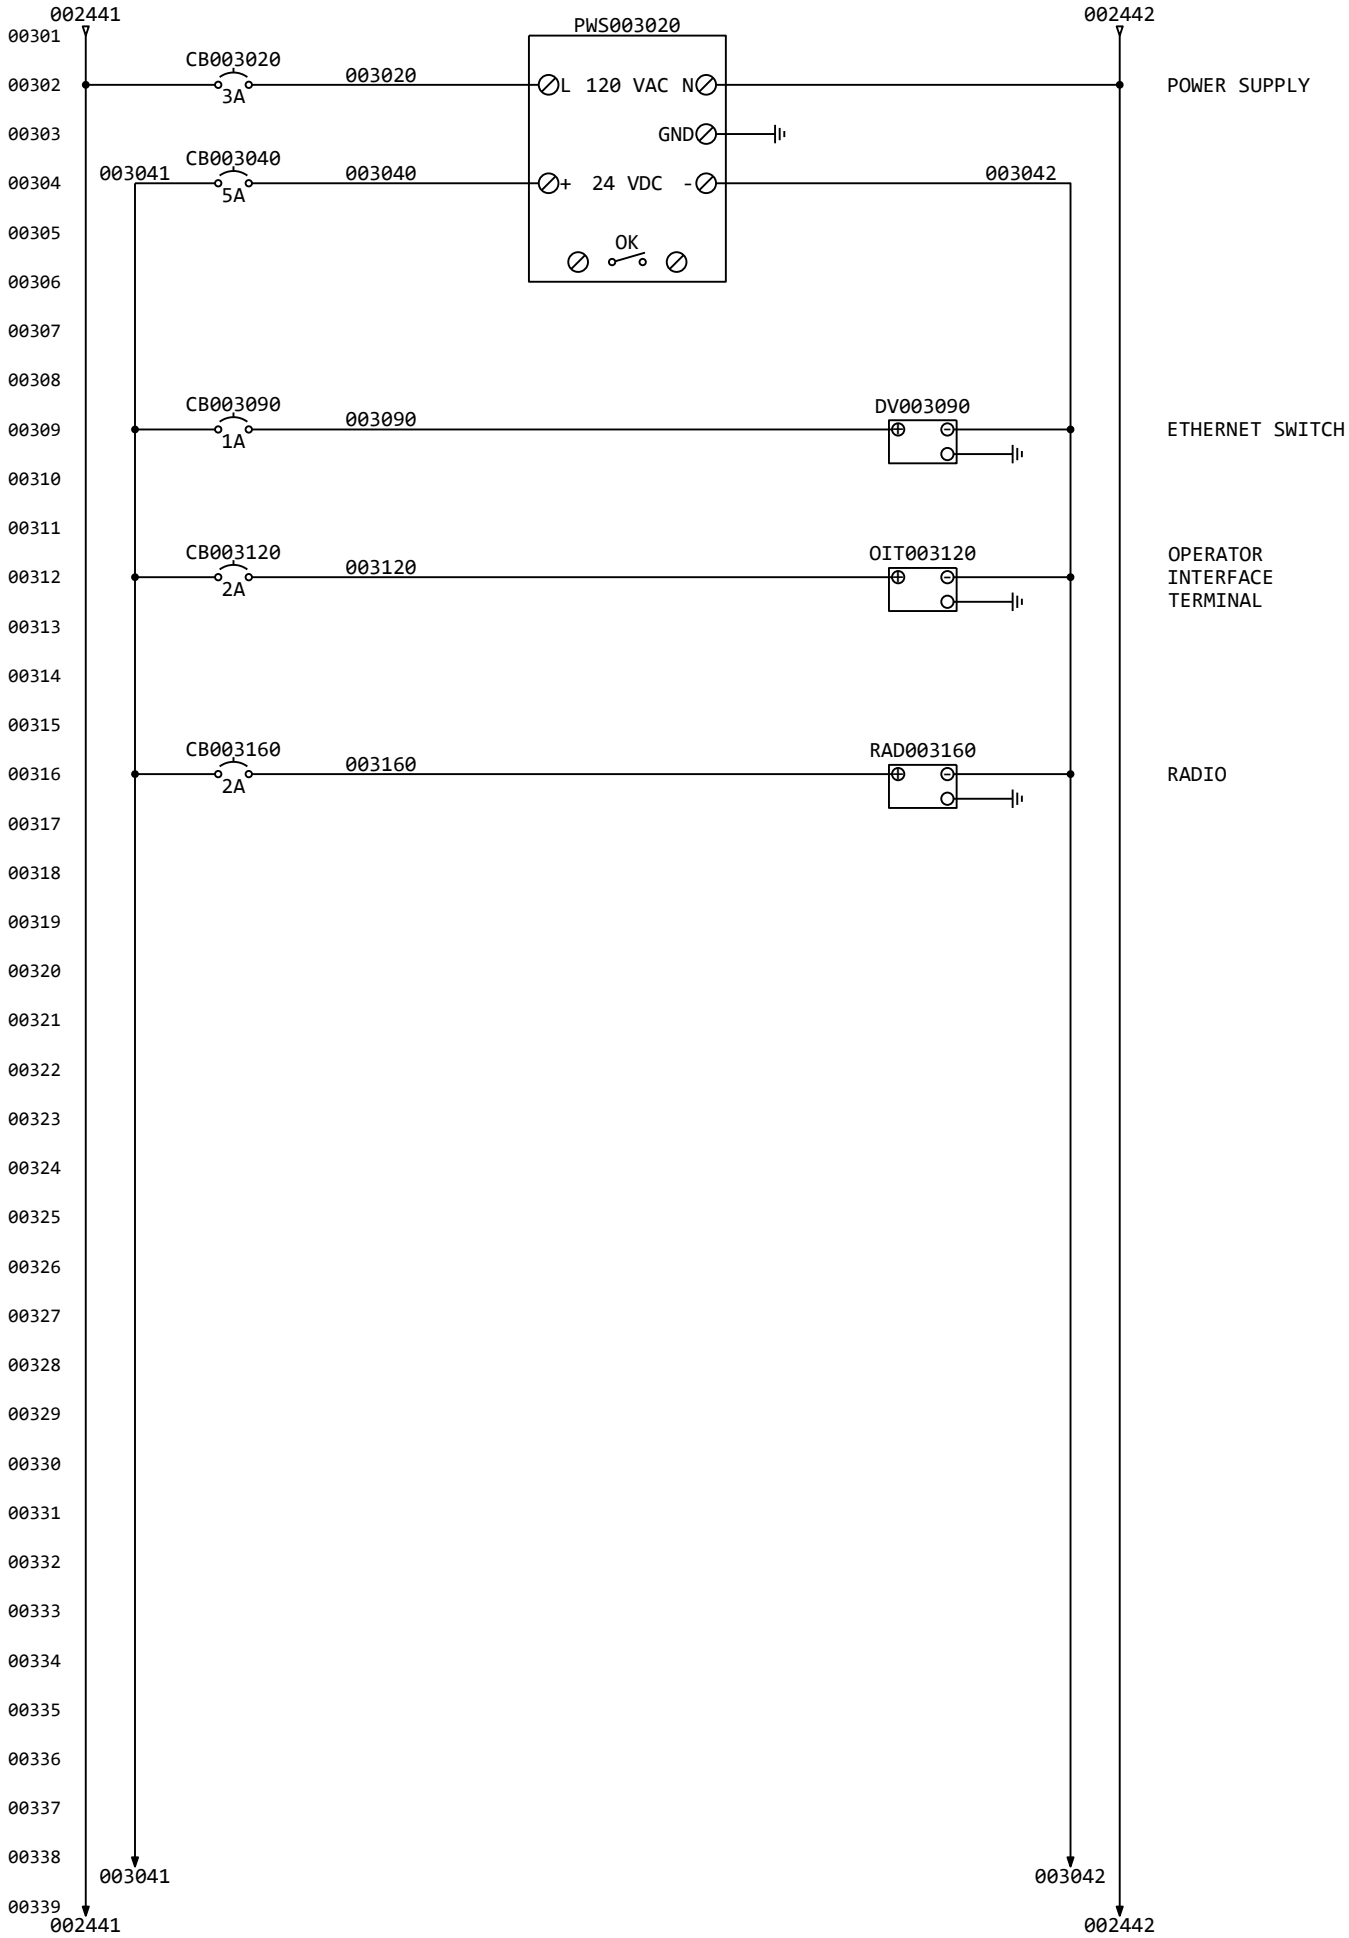 002441
002442
00301
PWS003020
CB003020
003020
00302
L 120 VAC N
POWER SUPPLY
3A
00303
GND
CB003040
003041
003040
003042
00304
+ 24 VDC -
5A
00305
OK
00306
00307
00308
CB003090
003090
DV003090
00309
ETHERNET SWITCH
1A
00310
00311
CB003120
003120
OIT003120
OPERATOR
00312
INTERFACE
2A
TERMINAL
00313
00314
00315
CB003160
003160
RAD003160
00316
RADIO
2A
00317
00318
00319
00320
00321
00322
00323
00324
00325
00326
00327
00328
00329
00330
00331
00332
00333
00334
00335
00336
00337
00338
003041
003042
00339
002441
002442